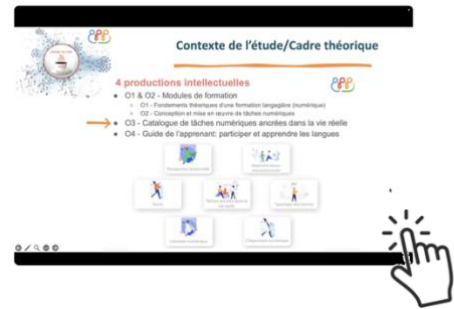 Contexte de l'étude/Cadre théorique
4 productions intellectuelles
• O1 & O2 - Modules de formation
○ O1 - Fondements théoriques d'une formation langagière (numérique)
○ O2 - Conception et mise en œuvre de tâches numériques
• O3 - Catalogue de tâches numériques ancrées dans la vie réelle
• O4 - Guide de l'apprenant: participer et apprendre les langues